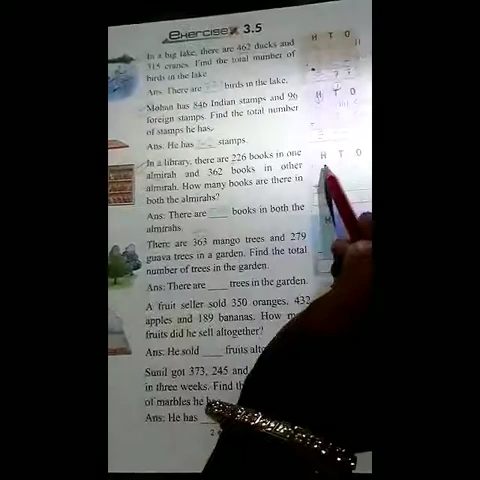 Exercise 3.5
In a big lake, there are 462 ducks and
315 cranes. Find the total number of
birds in the lake.
Ans. There are birds in the lake.
Mohan has 846 Indian stamps and 96
foreign stamps. Find the total number
of stamps he has.
Ans. He has stamps.
In a library, there are 226 books in one
almirah and 362 books in other
almirah. How many books are there in
both the almirahs?
Ans: There are ____ books in both the
almirahs.
There are 363 mango trees and 279
guava trees in a garden. Find the total
number of trees in the garden.
Ans: There are ____ trees in the garden.
A fruit seller sold 350 oranges, 432
apples and 189 bananas. How
fruits did he sell altogether?
Ans: He sold ____ fruits
Sunil got 373, 245 and
in three weeks. Find
of marbles he
Ans: He has ____
H T O
H T O
H T O
H